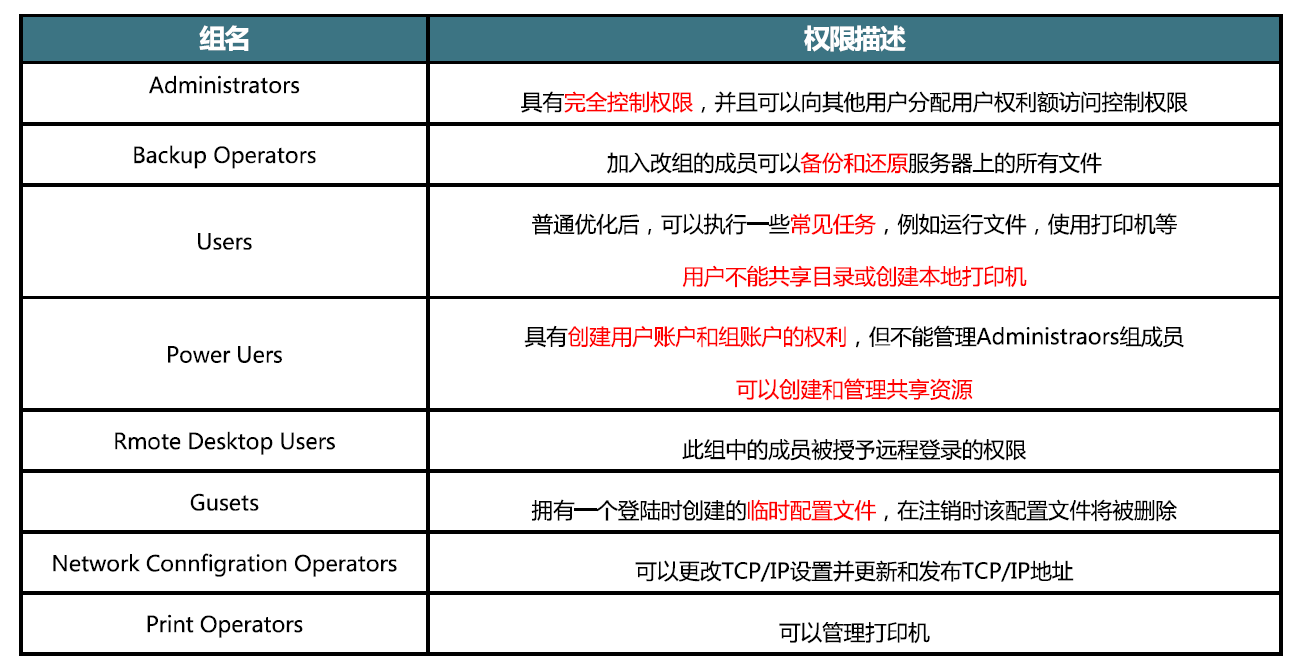 组名 权限描述
Administrators
具有完全控制权限，并且可以向其他用户分配用户权利额访问控制权限
Backup Operators
加入改组的成员可以备份和还原服务器上的所有文件
Users
普通优化后，可以执行一些常见任务，例如运行文件，使用打印机等
用户不能共享目录或创建本地打印机
Power Uers
具有创建用户账户和组账户的权利，但不能管理Administraors组成员
可以创建和管理共享资源
Rmote Desktop Users
此组中的成员被授予远程登录的权限
Gusets
拥有一个登陆时创建的临时配置文件，在注销时该配置文件将被删除
Network Connfigration Operators
可以更改TCP/IP设置并更新和发布TCP/IP地址
Print Operators
可以管理打印机